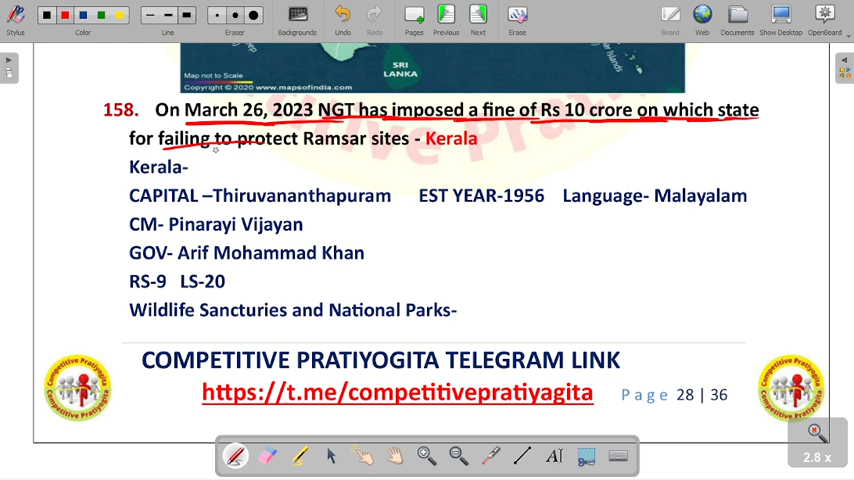 Stylus
Color
Line
Eraser
Backgrounds
Undo
Redo
Pages
Previous
Next
Erase
Board
Web
Documents
Show Desktop
OpenBoard
SRI
LANKA
Map not to Scale
Copyright © 2020 www.mapsofindia.com
158. On March 26, 2023 NGT has imposed a fine of Rs 10 crore on which state
for failing to protect Ramsar sites - Kerala
Kerala-
CAPITAL –Thiruvananthapuram EST YEAR-1956 Language- Malayalam
CM- Pinarayi Vijayan
GOV- Arif Mohammad Khan
RS-9 LS-20
Wildlife Sancturies and National Parks-
COMPETITIVE PRATIYOGITA TELEGRAM LINK
https://t.me/competitivepratiyagita
Page 28 | 36
Competitive Pratiyogita
Competitive Pratiyogita
2.8 x